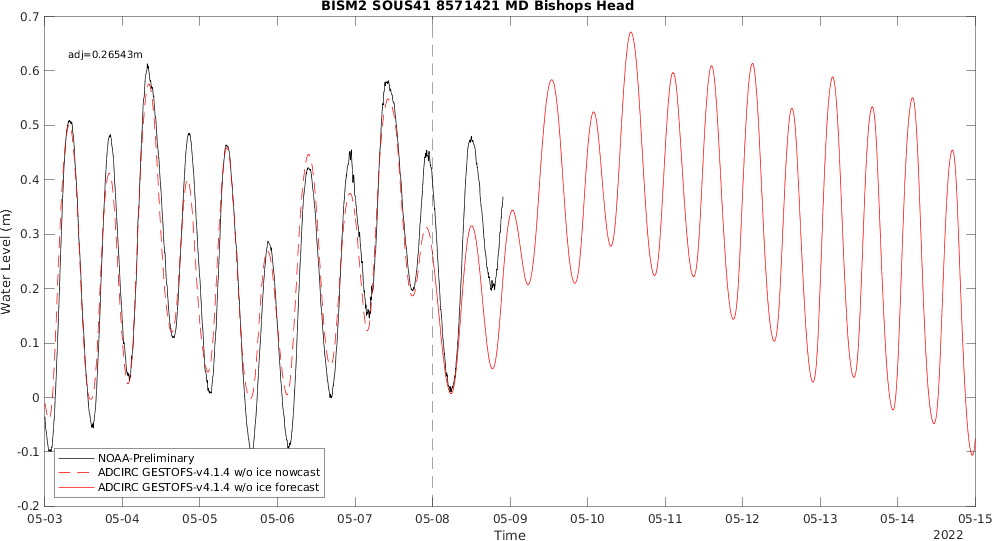 BISM2 SOUS41 8571421 MD Bishops Head
adj=0.26543m
Water Level (m)
0.7
0.6
0.5
0.4
0.3
0.2
0.1
0
-0.1
-0.2
NOAA-Preliminary
ADCIRC GESTOFS-v4.1.4 w/o ice nowcast
ADCIRC GESTOFS-v4.1.4 w/o ice forecast
05-03 05-04 05-05 05-06 05-07 05-08 05-09 05-10 05-11 05-12 05-13 05-14 05-15
Time
2022